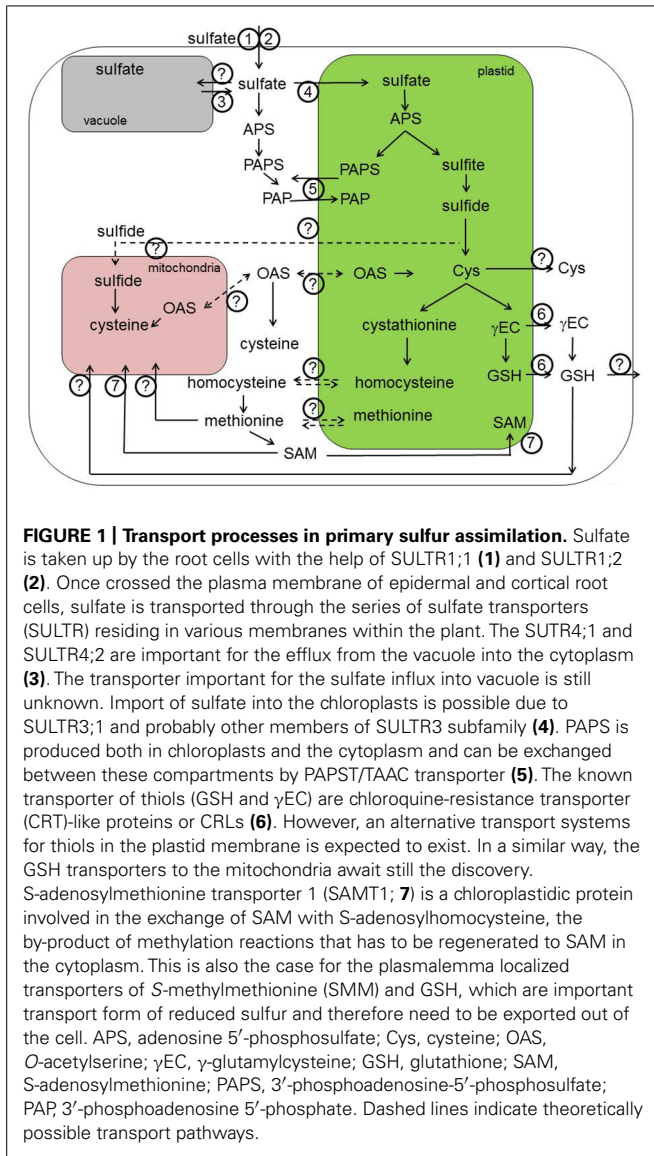 sulfate 1 2
sulfate
vacuole
?
3
sulfate
4
sulfate
plastid
APS
APS
PAPS
PAPS
sulfite
PAP
5
PAP
sulfide
?
sulfide
?
mitochondria
sulfide
OAS
cysteine
?
OAS
?
OAS
Cys
?
Cys
cysteine
cystathionine
γEC
6
γEC
?
7
?
homocysteine
?
homocysteine
GSH
6
GSH
?
methionine
?
methionine
SAM
SAM
7
FIGURE 1 | Transport processes in primary sulfur assimilation. Sulfate
is taken up by the root cells with the help of SULTR1;1 (1) and SULTR1;2
(2). Once crossed the plasma membrane of epidermal and cortical root
cells, sulfate is transported through the series of sulfate transporters
(SULTR) residing in various membranes within the plant. The SUTR4;1 and
SULTR4;2 are important for the efflux from the vacuole into the cytoplasm
(3). The transporter important for the sulfate influx into vacuole is still
unknown. Import of sulfate into the chloroplasts is possible due to
SULTR3;1 and probably other members of SULTR3 subfamily (4). PAPS is
produced both in chloroplasts and the cytoplasm and can be exchanged
between these compartments by PAPST/TAAC transporter (5). The known
transporter of thiols (GSH and γEC) are chloroquine-resistance transporter
(CRT)-like proteins or CRLs (6). However, an alternative transport systems
for thiols in the plastid membrane is expected to exist. In a similar way, the
GSH transporters to the mitochondria await still the discovery.
S-adenosylmethionine transporter 1 (SAMT1; 7) is a chloroplastidic protein
involved in the exchange of SAM with S-adenosylhomocysteine, the
by-product of methylation reactions that has to be regenerated to SAM in
the cytoplasm. This is also the case for the plasmalemma localized
transporters of S-methylmethionine (SMM) and GSH, which are important
transport form of reduced sulfur and therefore need to be exported out of
the cell. APS, adenosine 5′-phosphosulfate; Cys, cysteine; OAS,
O-acetylserine; γEC, γ-glutamylcysteine; GSH, glutathione; SAM,
S-adenosylmethionine; PAPS, 3′-phosphoadenosine-5′-phosphosulfate;
PAP, 3′-phosphoadenosine 5′-phosphate. Dashed lines indicate theoretically
possible transport pathways.